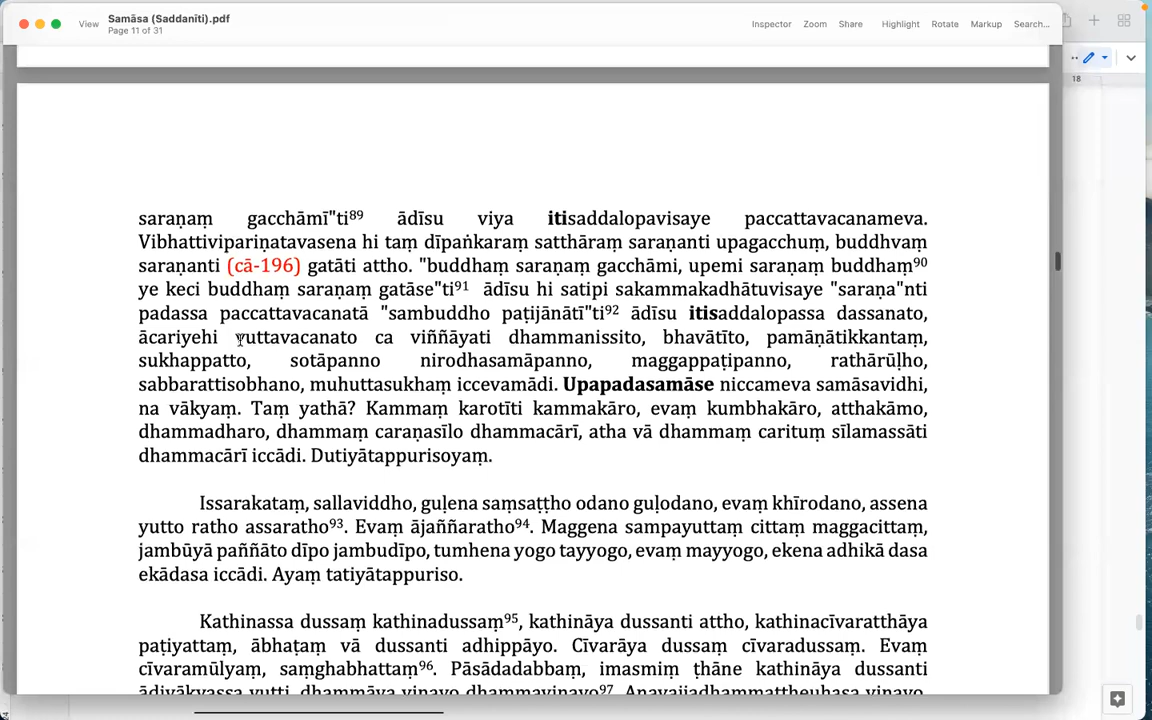 View
Samāsa (Saddanīti).pdf
Page 11 of 31
Inspector Zoom Share Highlight Rotate Markup Search...
18
saraṇaṃ gacchāmī"ti89 ādīsu viya itisaddalopavisaye paccattavacanameva.
Vibhattivipariṇatavasena hi taṃ dīpaṅkaraṃ satthāraṃ saraṇanti upagacchuṃ, buddhvaṃ
saraṇanti (cā-196) gatāti attho. "buddhaṃ saraṇaṃ gacchāmi, upemi saraṇaṃ buddhaṃ90
ye keci buddhaṃ saraṇaṃ gatāse"ti91 ādīsu hi satipi sakammakadhātuvisaye "saraṇa"nti
padassa paccattavacanatā "sambuddho paṭijānātī"ti92 ādīsu itisaddalopassa dassanato,
ācariyehi vuttavacanato ca viññāyati dhammanissito, bhavātīto, pamāṇātikkantaṃ,
sukhappatto, sotāpanno nirodhasamāpanno, maggappaṭipanno, rathārūḷho,
sabbarattisobhano, muhuttasukhaṃ iccevamādi. Upapadasamāse niccameva samāsavidhi,
na vākyaṃ. Taṃ yathā? Kammaṃ karotīti kammakāro, evaṃ kumbhakāro, atthakāmo,
dhammadharo, dhammaṃ caraṇasīlo dhammacārī, atha vā dhammaṃ carituṃ sīlamassāti
dhammacārī iccādi. Dutiyātappurisoyaṃ.
Issarakataṃ, sallaviddho, guḷena saṃsaṭṭho odano guḷodano, evaṃ khīrodano, assena
yutto ratho assaratho93. Evaṃ ājaññaratho94. Maggena sampayuttaṃ cittaṃ maggacittaṃ,
jambūyā paññāto dīpo jambudīpo, tumhena yogo tayyogo, evaṃ mayyogo, ekena adhikā dasa
ekādasa iccādi. Ayaṃ tatiyātappuriso.
Kathinassa dussaṃ kathinadussaṃ95, kathināya dussanti attho, kathinacīvaratthāya
paṭiyattaṃ, ābhaṭaṃ vā dussanti adhippāyo. Cīvarāya dussaṃ cīvaradussaṃ. Evaṃ
cīvaramūlyaṃ, saṃghabhattaṃ96. Pāsādadabbaṃ, imasmiṃ ṭhāne kathināya dussanti
ādivākyassa yutti, dhammāya vinayo dhammavinayo97. Anavajjadhammattheuhasa vinayo,